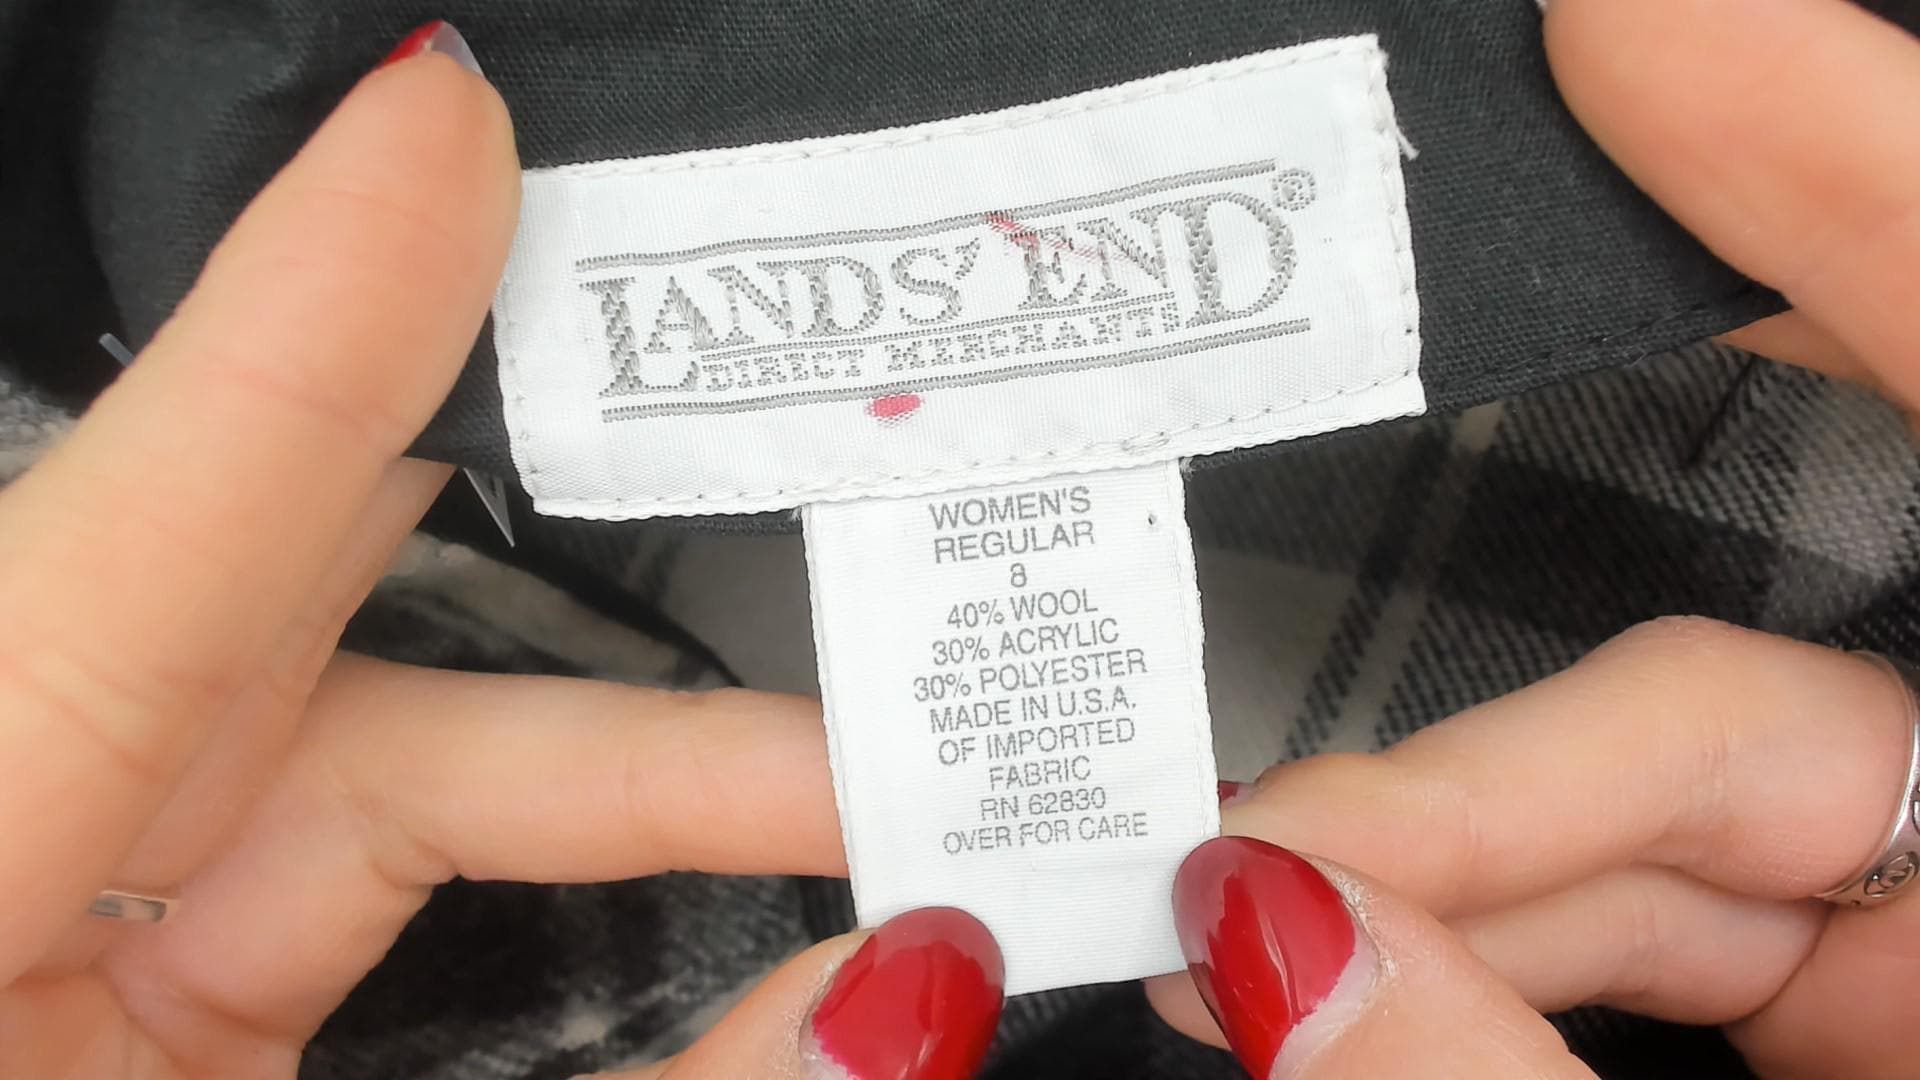 LANDS' END®
DIRECT MERCHANTS
WOMEN'S
REGULAR
8
40% WOOL
30% ACRYLIC
30% POLYESTER
MADE IN U.S.A.
OF IMPORTED
FABRIC
RN 62830
OVER FOR CARE